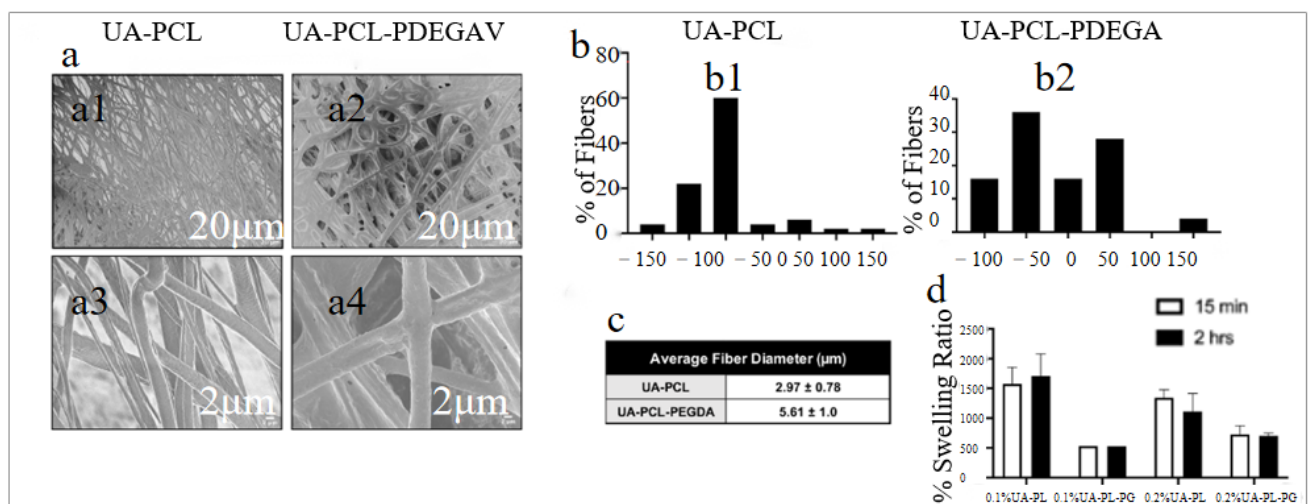 UA-PCL
UA-PCL-PDEGAV
a
a1
20μm
a2
20μm
a3
2μm
a4
2μm
b
UA-PCL
b1
% of Fibers
80
60
40
20
0
− 150 − 100 − 50 0 50 100 150
UA-PCL-PDEGA
b2
% of Fibers
40
30
20
10
0
− 100 − 50 0 50 100 150
c
Average Fiber Diameter (μm)
UA-PCL 2.97 ± 0.78
UA-PCL-PEGDA 5.61 ± 1.0
d
15 min
2 hrs
% Swelling Ratio
2500
2000
1500
1000
500
0
0.1%UA-PL 0.1%UA-PL-PG 0.2%UA-PL 0.2%UA-PL-PG